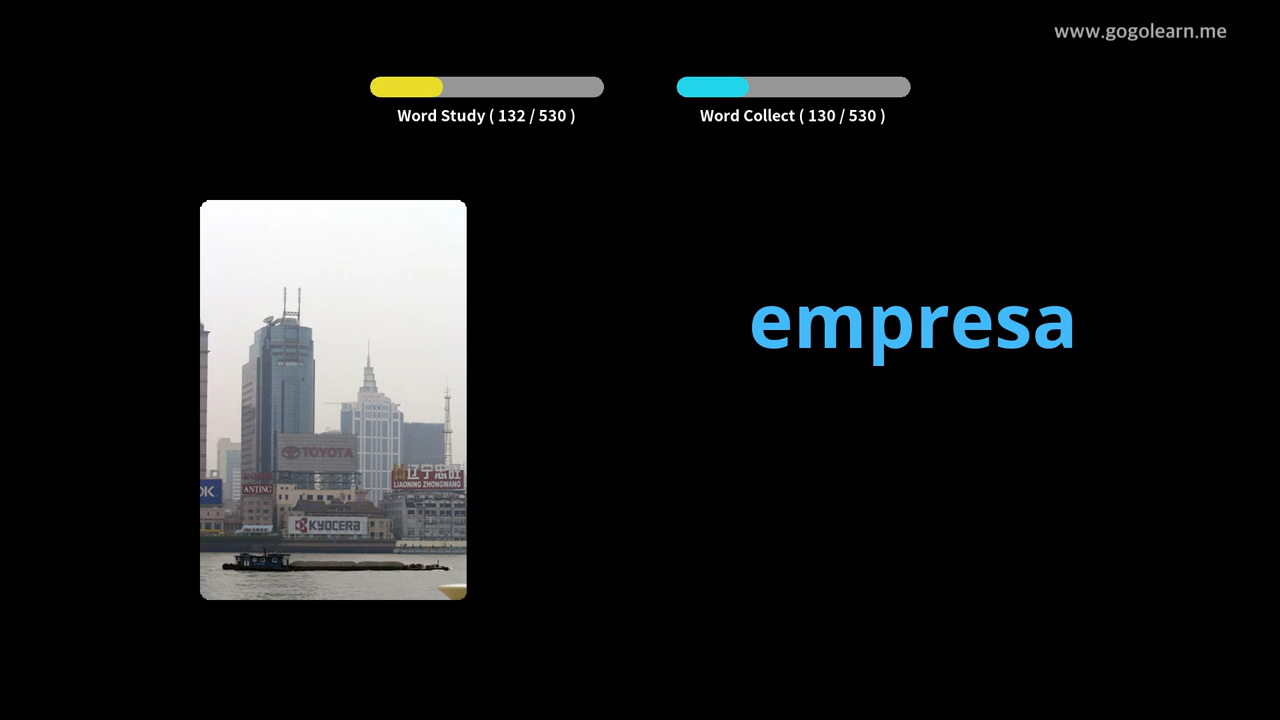 www.gogolearn.me
Word Study ( 132 / 530 )
Word Collect ( 130 / 530 )
empresa
TOYOTA
辽宁忠旺
LIAONING ZHONGWANG
OK
ANTING
KYOCERA